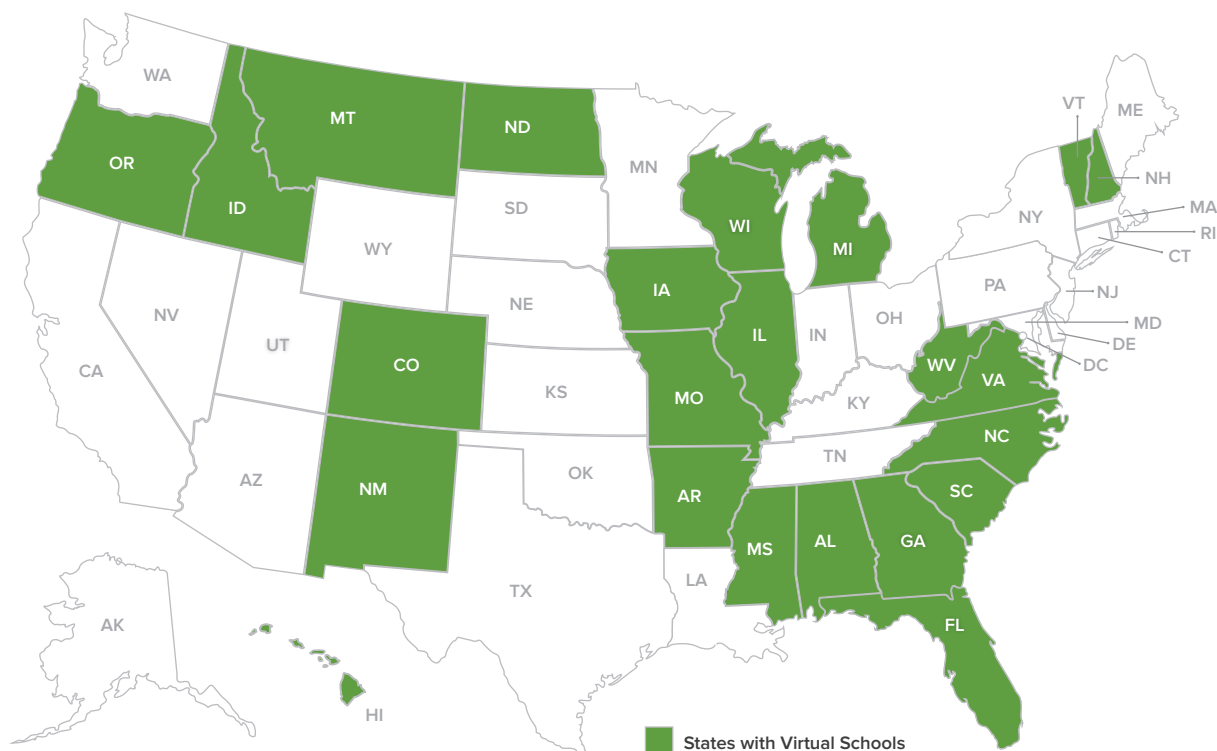 WA
MT
ND
MN
VT
ME
OR
ID
SD
WI
MI
NY
NH
MA
RI
CT
WY
IA
NE
PA
NJ
NV
UT
CO
IL
IN
OH
MD
DE
DC
CA
KS
MO
WV
VA
KY
NC
AZ
NM
OK
AR
TN
SC
MS
AL
GA
TX
LA
AK
FL
HI
States with Virtual Schools